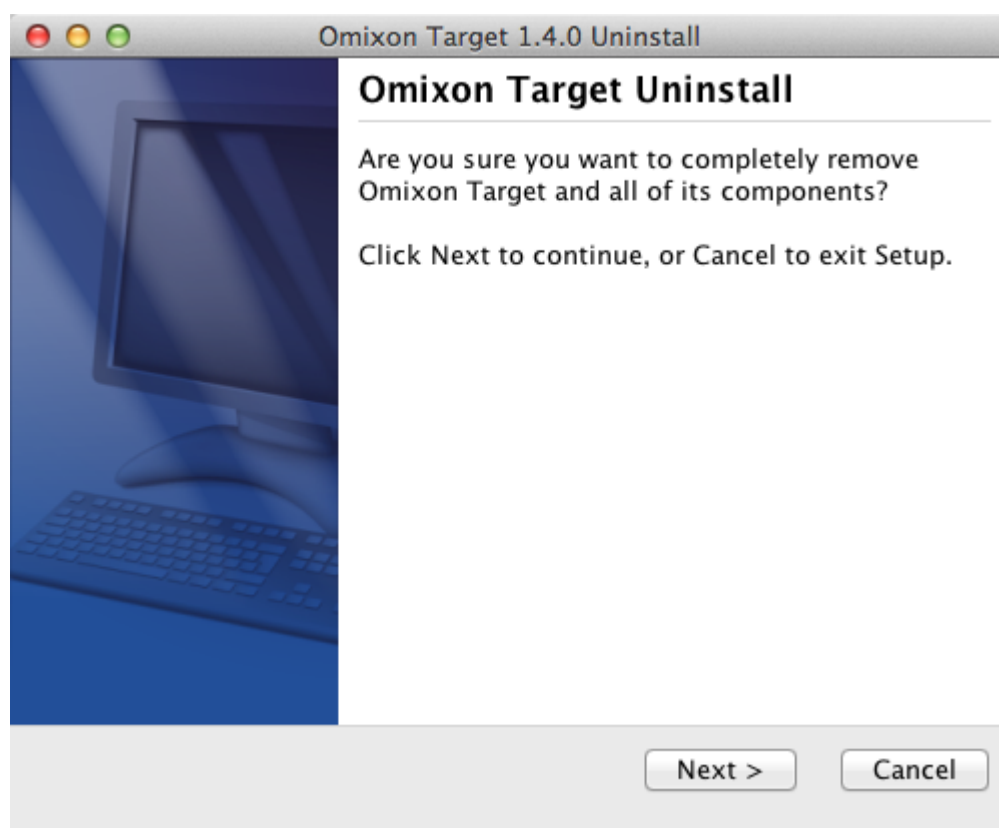 Omixon Target 1.4.0 Uninstall
Omixon Target Uninstall
Are you sure you want to completely remove
Omixon Target and all of its components?
Click Next to continue, or Cancel to exit Setup.
Next >
Cancel